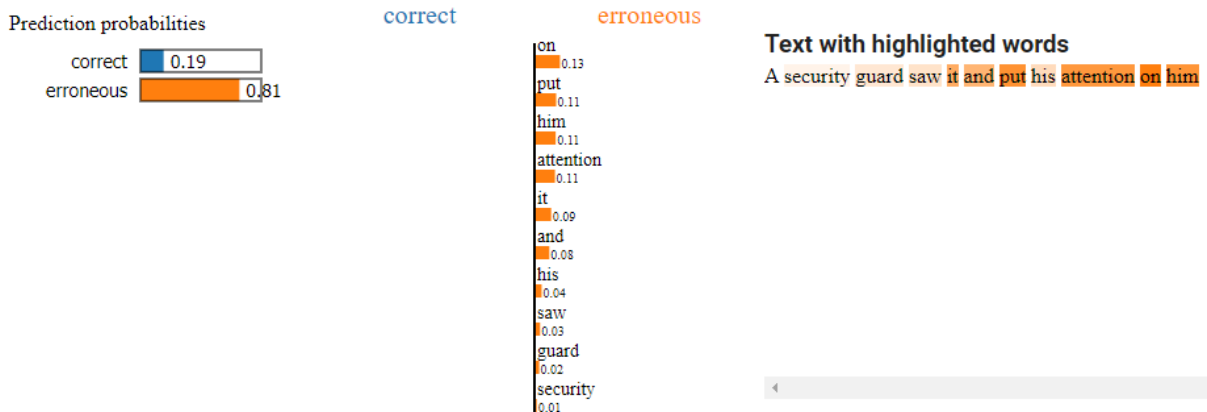 Prediction probabilities
correct 0.19
erroneous 0.81
correct erroneous
on
0.13
put
0.11
him
0.11
attention
0.11
it
0.09
and
0.08
his
0.04
saw
0.03
guard
0.02
security
0.01
Text with highlighted words
A security guard saw it and put his attention on him